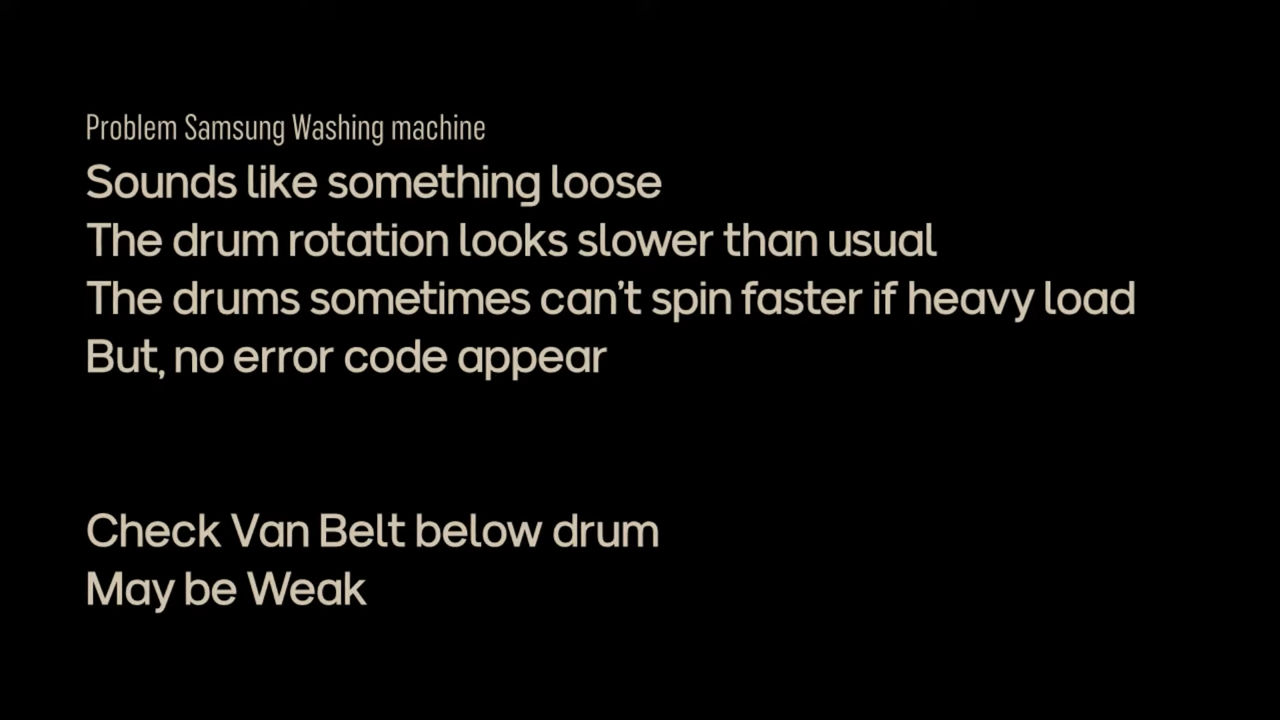 Problem Samsung Washing machine
Sounds like something loose
The drum rotation looks slower than usual
The drums sometimes can't spin faster if heavy load
But, no error code appear
Check Van Belt below drum
May be Weak